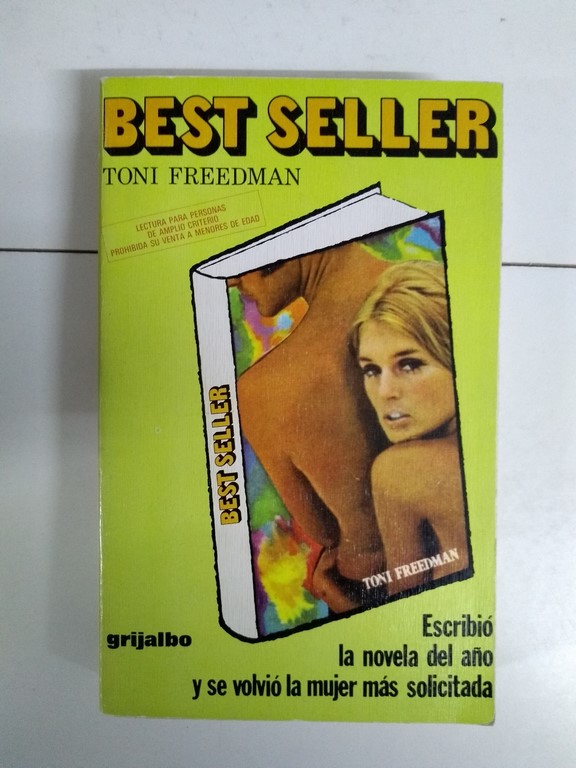 BEST SELLER
TONI FREEDMAN
LECTURA PARA PERSONAS
DE AMPLIO CRITERIO
PROHIBIDA SU VENTA A MENORES DE EDAD
BEST SELLER
TONI FREEDMAN
grijalbo
Escribió
la novela del año
y se volvió la mujer más solicitada